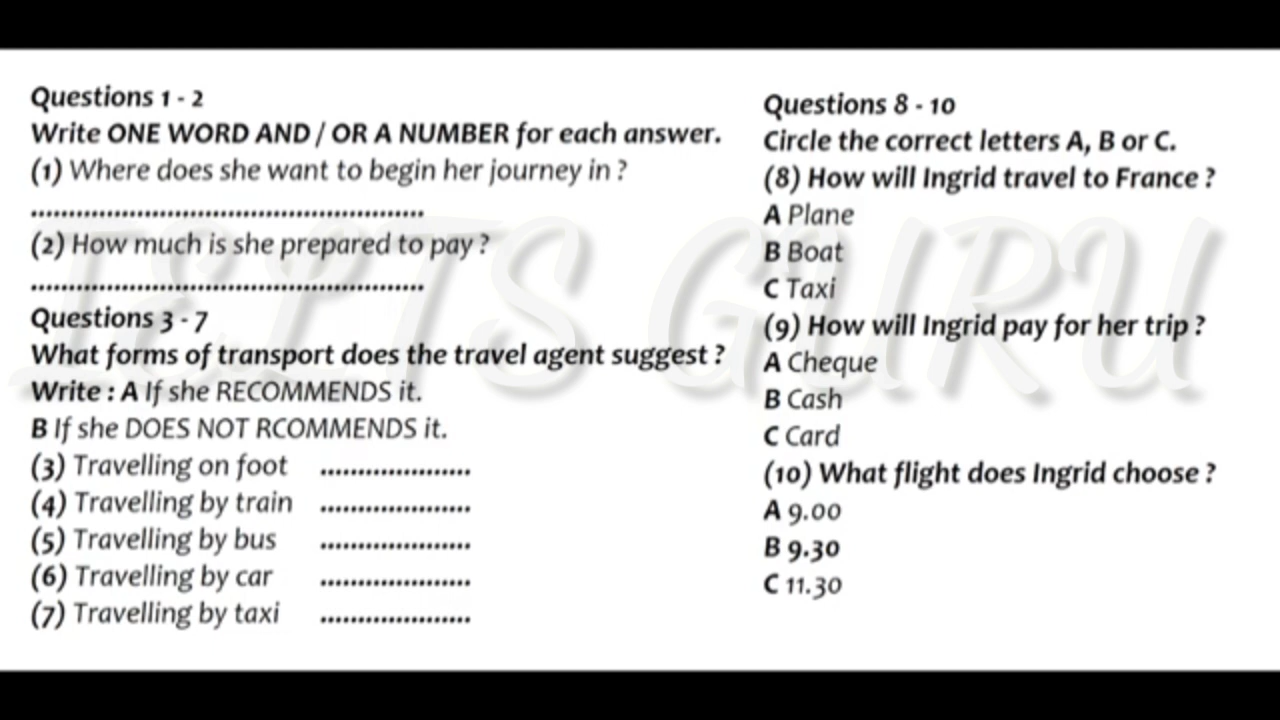 Questions 1 - 2
Write ONE WORD AND / OR A NUMBER for each answer.
(1) Where does she want to begin her journey in ?
....................................................
(2) How much is she prepared to pay ?
....................................................
Questions 3 - 7
What forms of transport does the travel agent suggest ?
Write : A If she RECOMMENDS it.
B If she DOES NOT RCOMMENDS it.
(3) Travelling on foot ....................
(4) Travelling by train ....................
(5) Travelling by bus ....................
(6) Travelling by car ....................
(7) Travelling by taxi ....................
Questions 8 - 10
Circle the correct letters A, B or C.
(8) How will Ingrid travel to France ?
A Plane
B Boat
C Taxi
(9) How will Ingrid pay for her trip ?
A Cheque
B Cash
C Card
(10) What flight does Ingrid choose ?
A 9.00
B 9.30
C 11.30
IELTS GURU